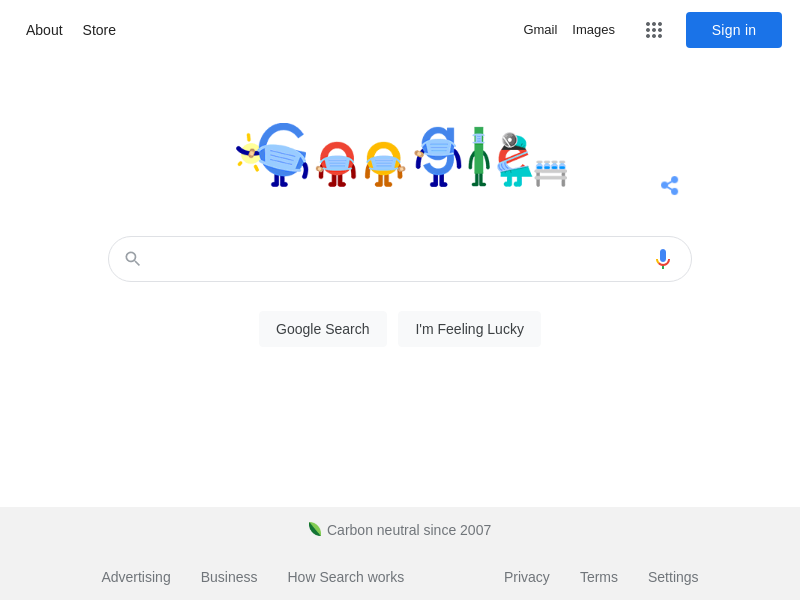 About Store Gmail Images Sign in
Google
Google Search I'm Feeling Lucky
Carbon neutral since 2007
Advertising Business How Search works Privacy Terms Settings